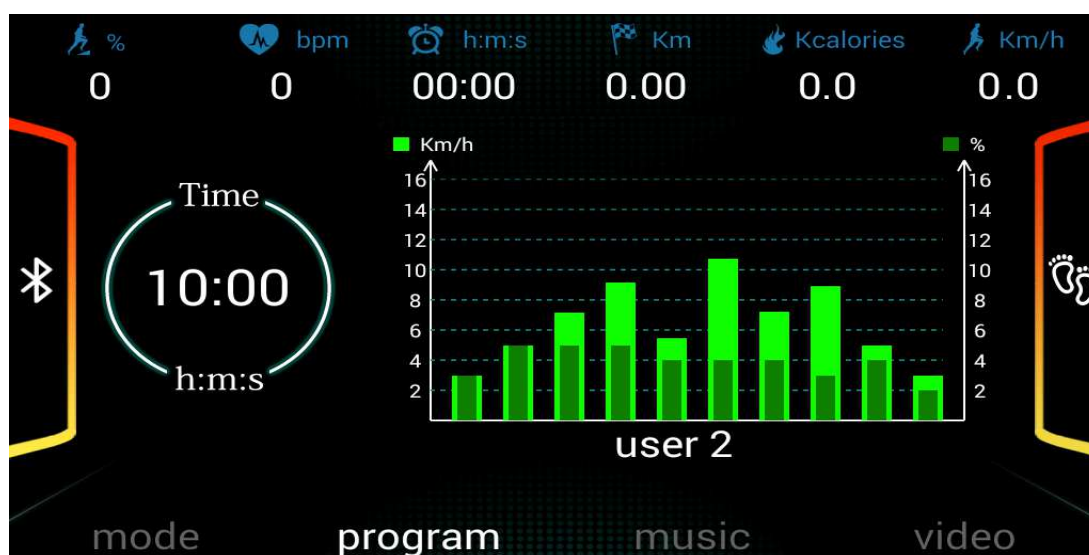 % bpm h:m:s Km Kcalories Km/h
0 0 00:00 0.00 0.0 0.0
Km/h %
16 16
14 14
12 12
10 10
8 8
6 6
4 4
2 2
Time
10:00
h:m:s
user 2
mode program music video